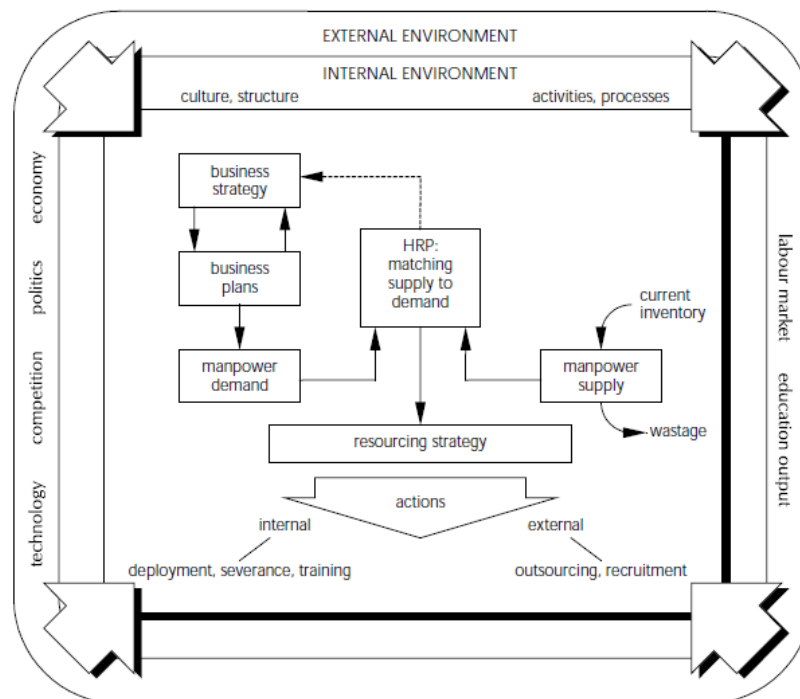 EXTERNAL ENVIRONMENT
INTERNAL ENVIRONMENT
culture, structure
activities, processes
economy
politics
competition
technology
labour market
education output
business
strategy
business
plans
manpower
demand
HRP:
matching
supply to
demand
current
inventory
manpower
supply
wastage
resourcing strategy
actions
internal
external
deployment, severance, training
outsourcing, recruitment